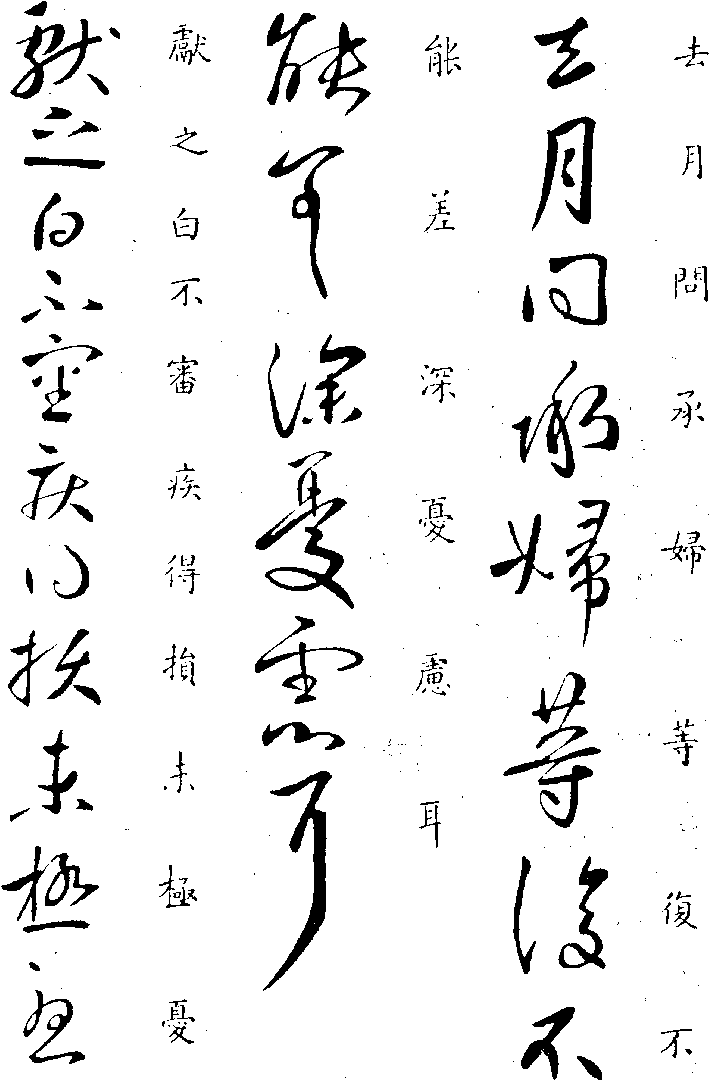 去月問承婦等復不
去月問承婦等復不
能差深憂慮耳
能差深憂慮耳
獻之白不審疾得損未極憂
獻之白不審疾得損未極憂